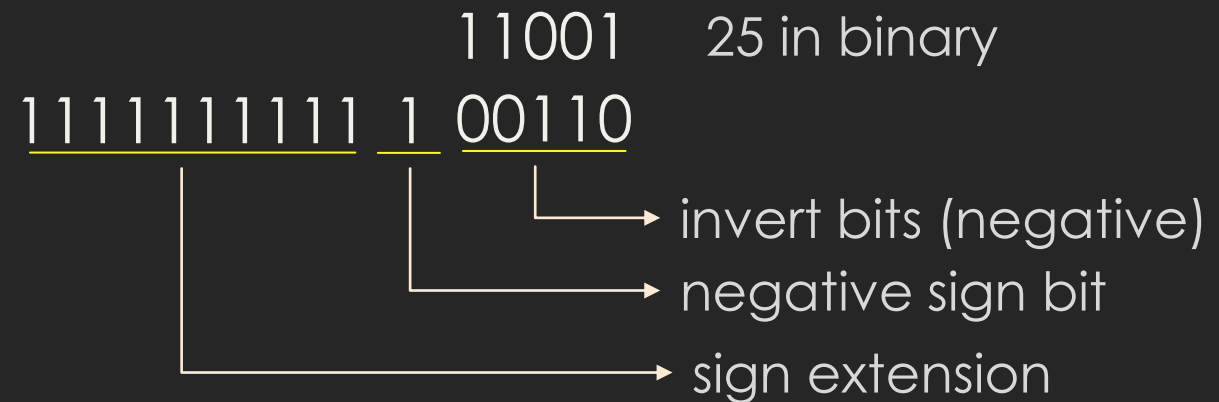 11001 25 in binary
1111111111 1 00110
invert bits (negative)
negative sign bit
sign extension